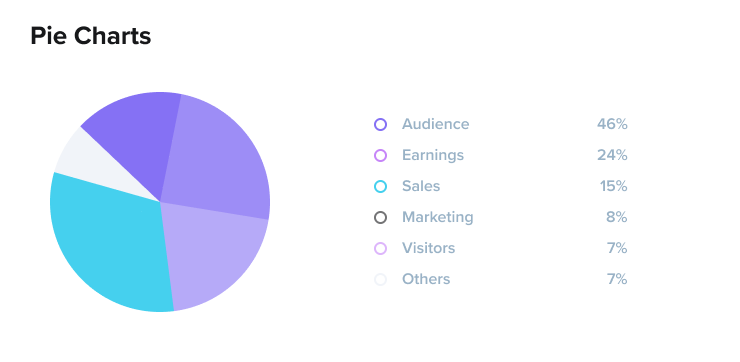 Pie Charts
Audience 46%
Earnings 24%
Sales 15%
Marketing 8%
Visitors 7%
Others 7%